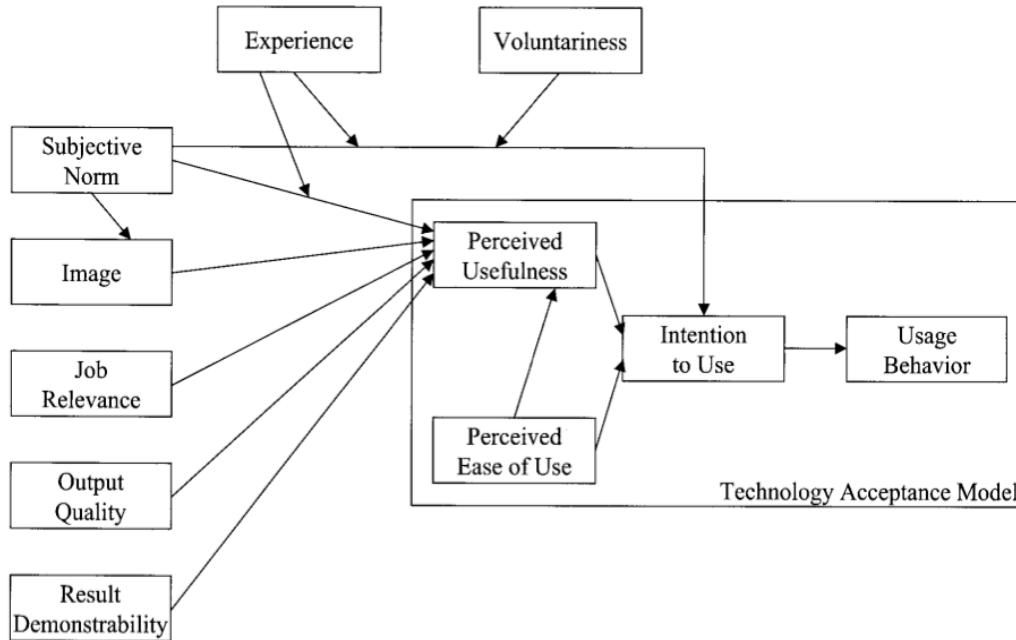 Experience
Voluntariness
Subjective
Norm
Image
Perceived
Usefulness
Job
Relevance
Intention
to Use
Usage
Behavior
Perceived
Ease of Use
Output
Quality
Technology Acceptance Model
Result
Demonstrability